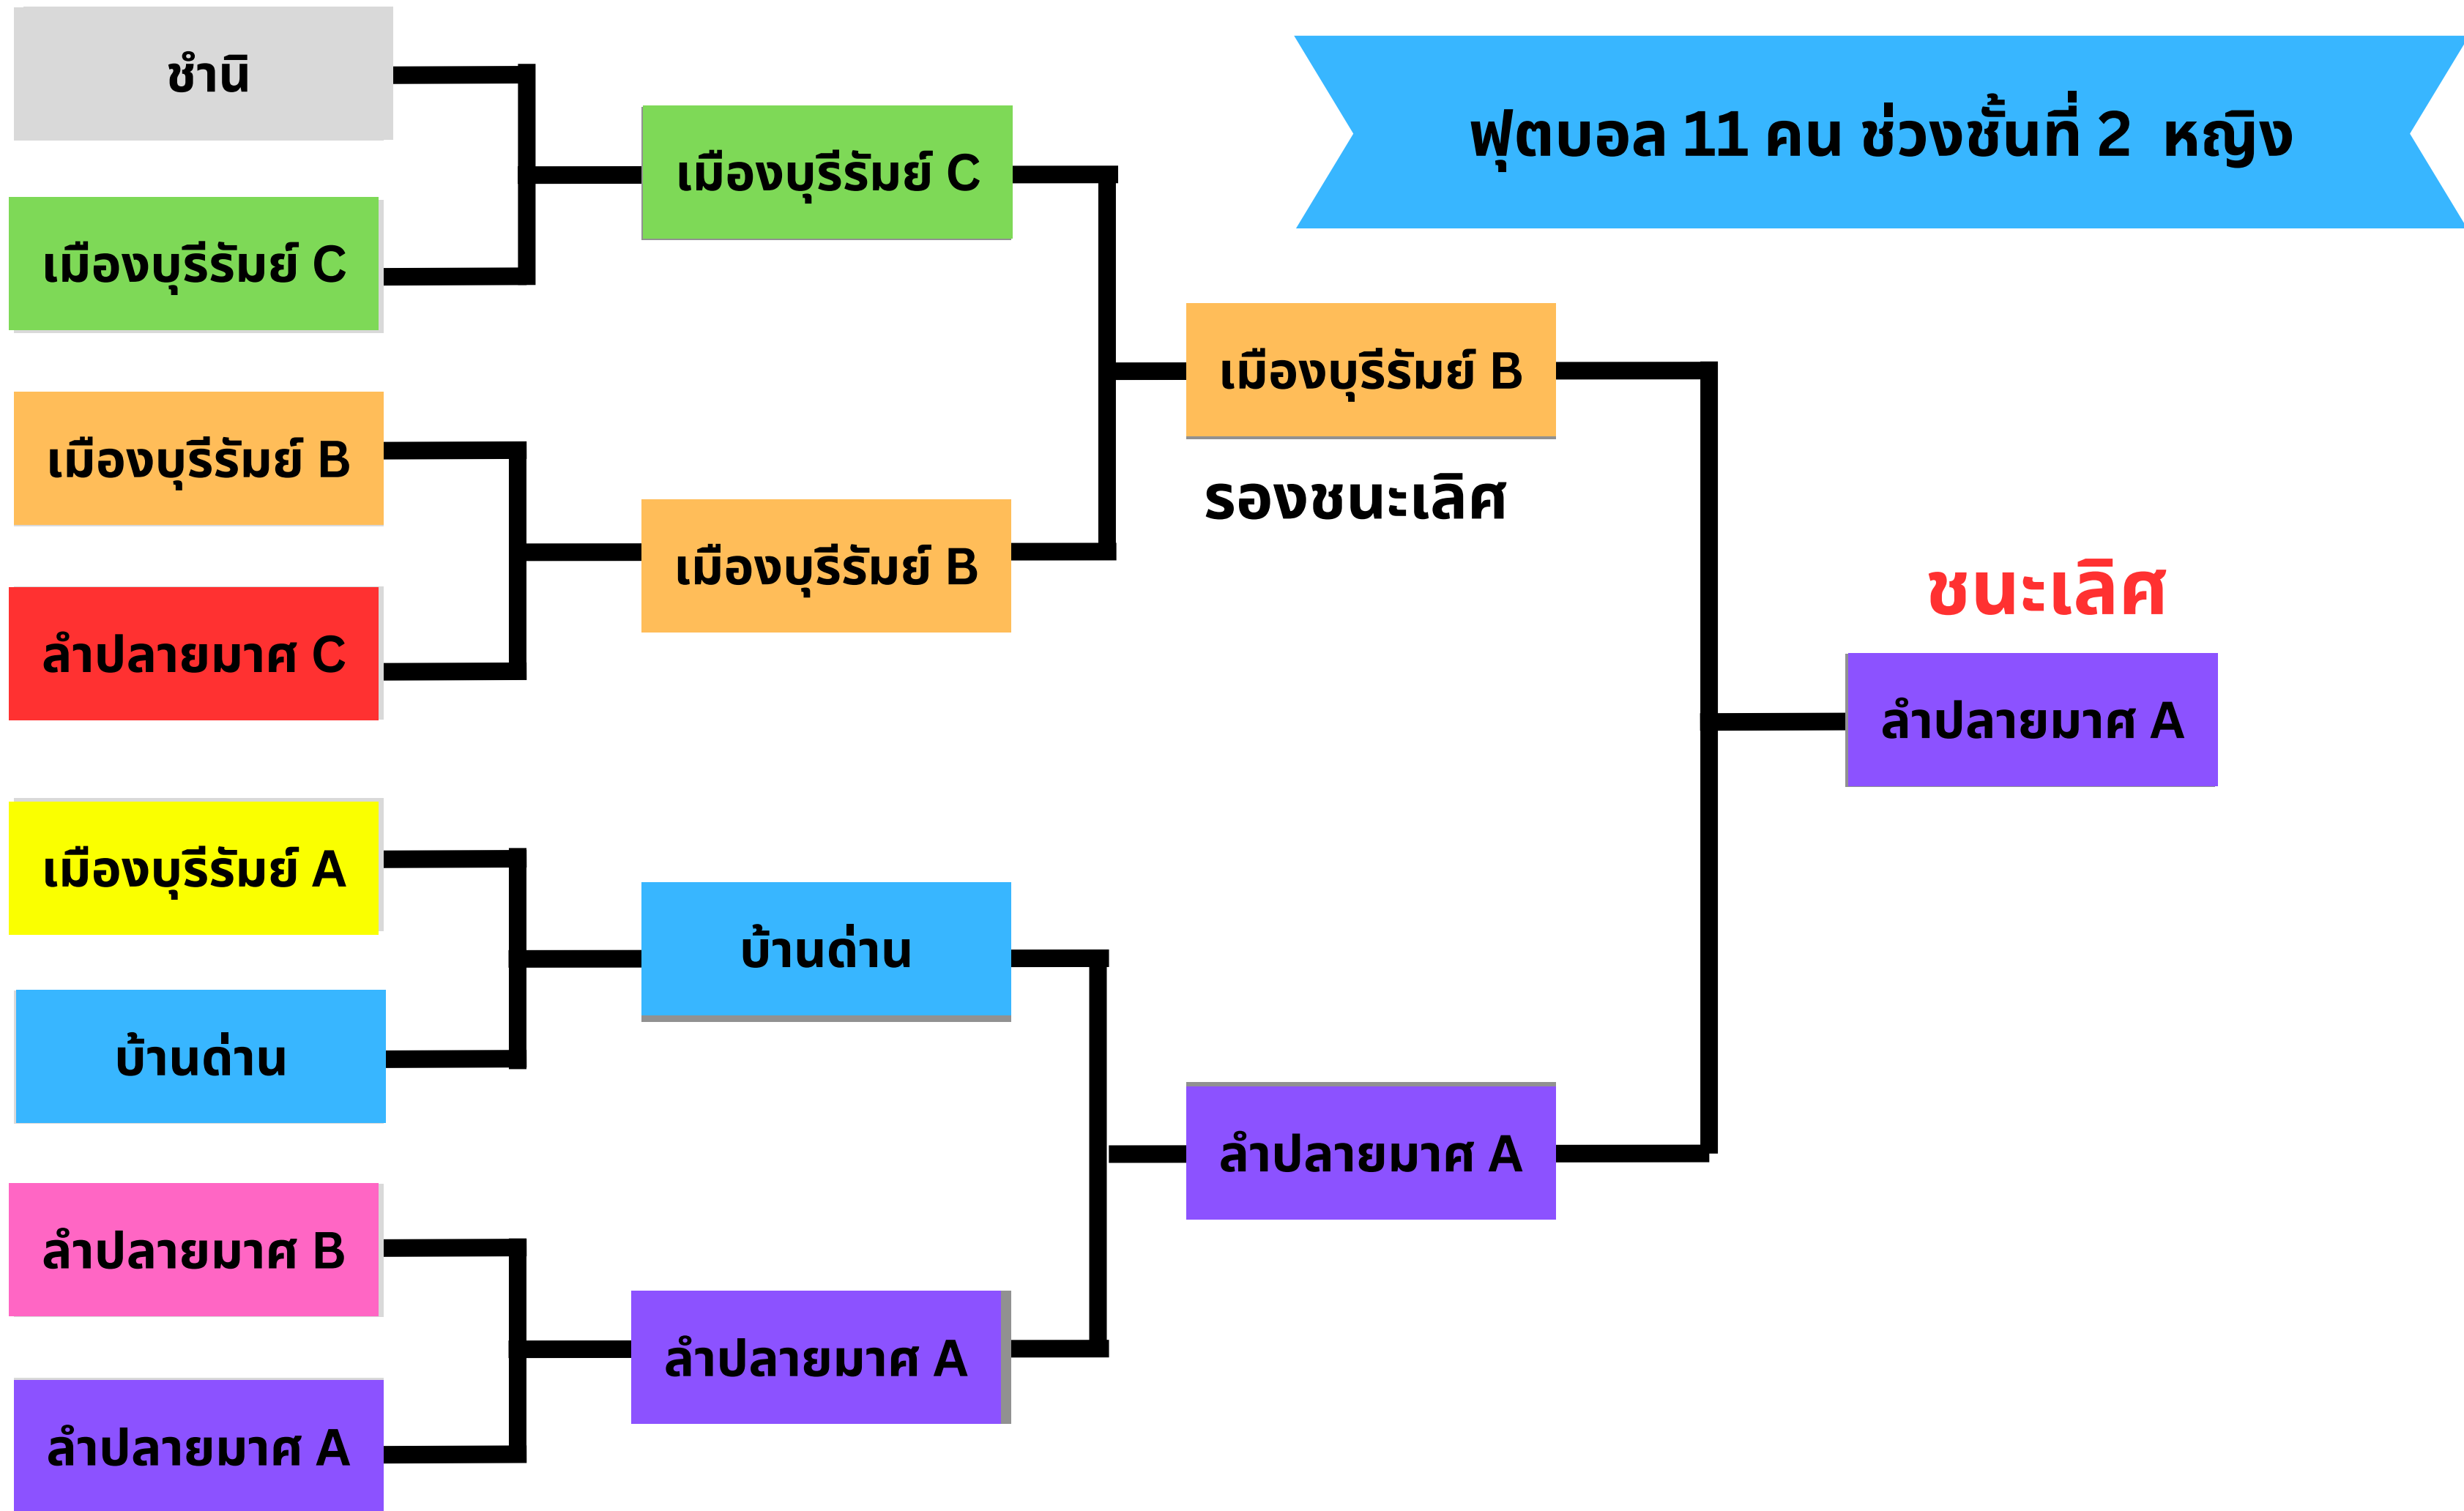 ชำนิ
ฟุตบอล 11 คน ช่วงชั้นที่ 2 หญิง
เมืองบุรีรัมย์ C
เมืองบุรีรัมย์ C
เมืองบุรีรัมย์ B
เมืองบุรีรัมย์ B
รองชนะเลิศ
เมืองบุรีรัมย์ B
ชนะเลิศ
ลำปลายมาศ C
ลำปลายมาศ A
เมืองบุรีรัมย์ A
บ้านด่าน
บ้านด่าน
ลำปลายมาศ A
ลำปลายมาศ B
ลำปลายมาศ A
ลำปลายมาศ A